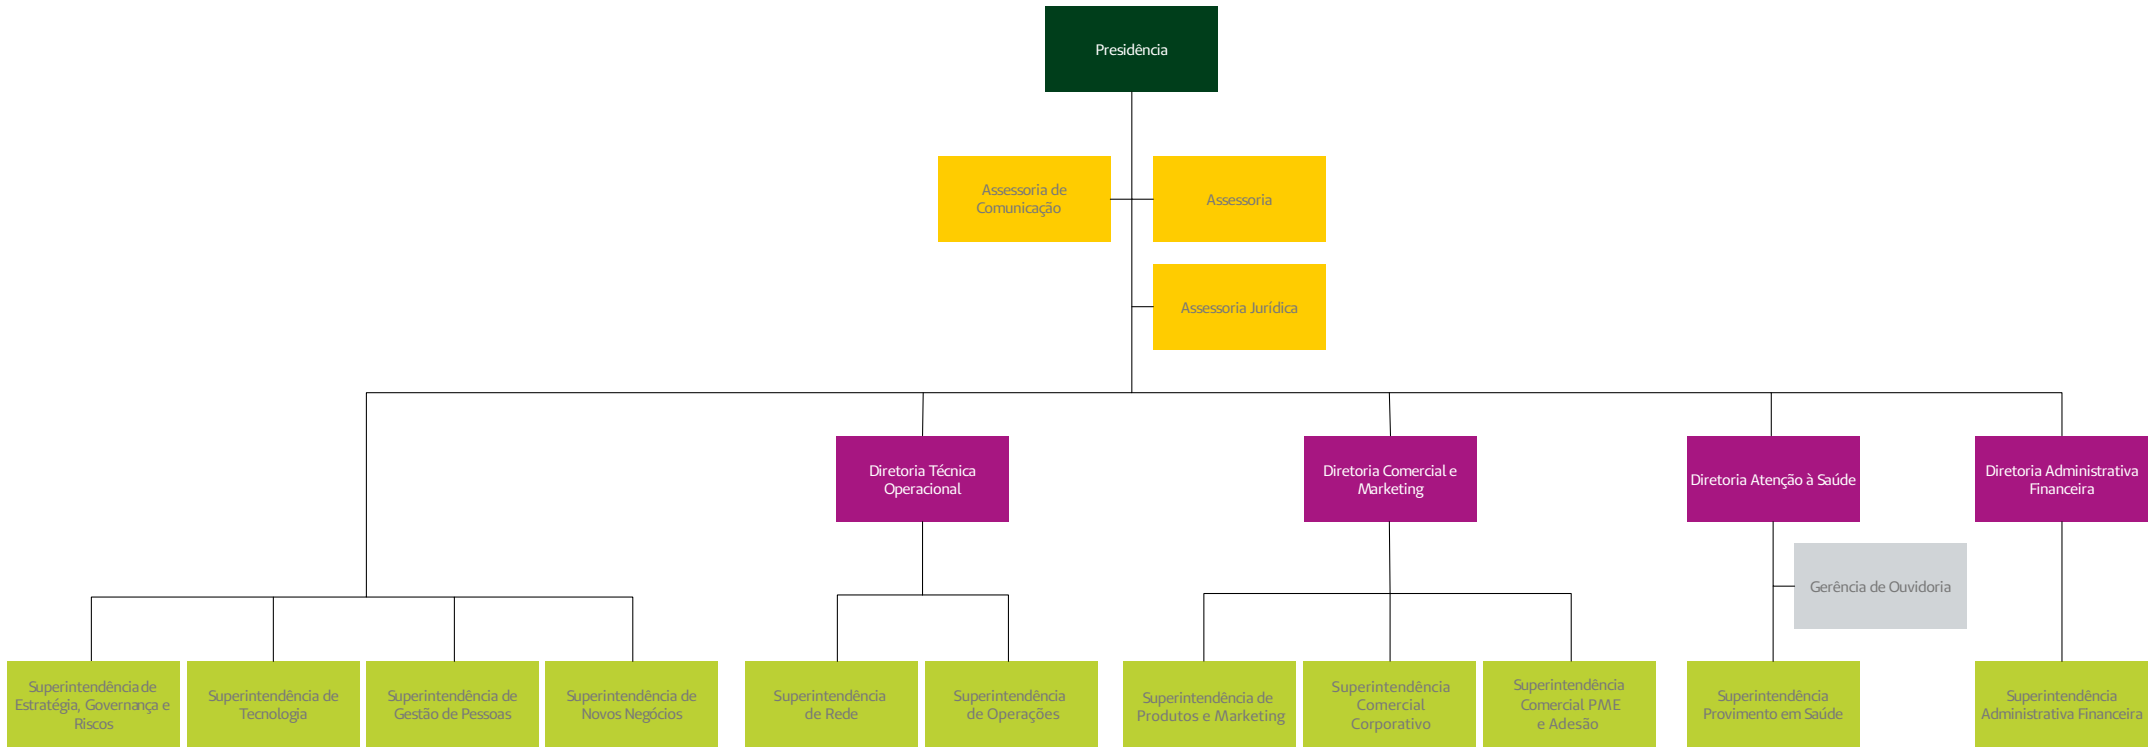 Presidência
Assessoria de
Comunicação
Assessoria
Assessoria Jurídica
Diretoria Técnica
Operacional
Diretoria Comercial e
Marketing
Diretoria Atenção à Saúde
Diretoria Administrativa
Financeira
Gerência de Ouvidoria
Superintendência de
Estratégia, Governança e
Riscos
Superintendência de
Tecnologia
Superintendência de
Gestão de Pessoas
Superintendência de
Novos Negócios
Superintendência
de Rede
Superintendência
de Operações
Superintendência de
Produtos e Marketing
Superintendência
Comercial
Corporativo
Superintendência
Comercial PME
e Adesão
Superintendência
Provimento em Saúde
Superintendência
Administrativa Financeira